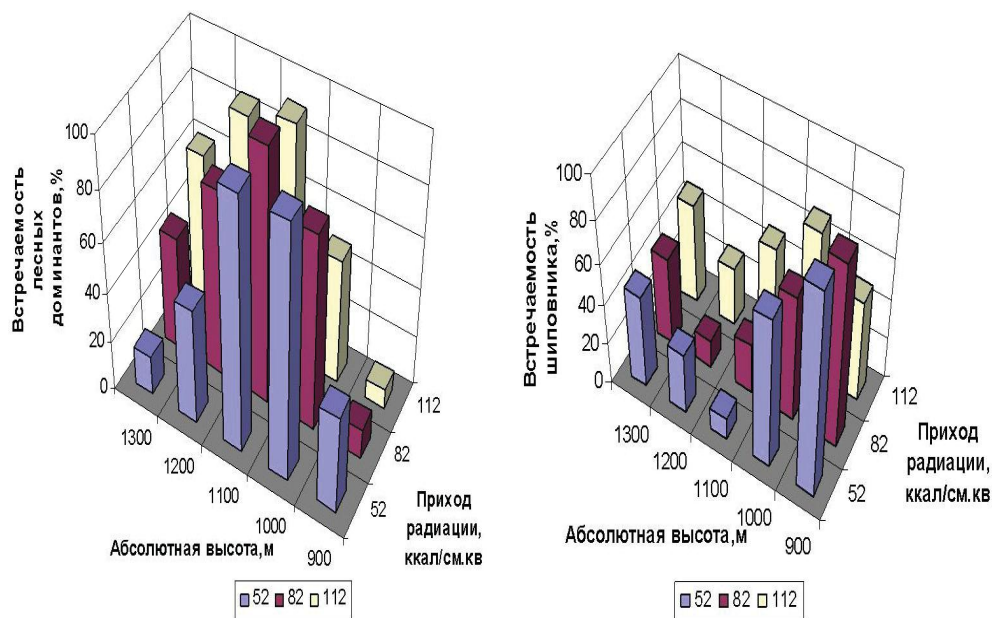 Встречаемость
лесных
доминантов,%
100
80
60
40
20
0
1300
1200
1100
1000
900
Абсолютная высота,м
112
82
52
Приход
радиации,
ккал/см.кв
52 82 112
Встречаемость
шиповника,%
100
80
60
40
20
0
1300
1200
1100
1000
900
Абсолютная высота,м
112
82
52
Приход
радиации,
ккал/см.кв
52 82 112